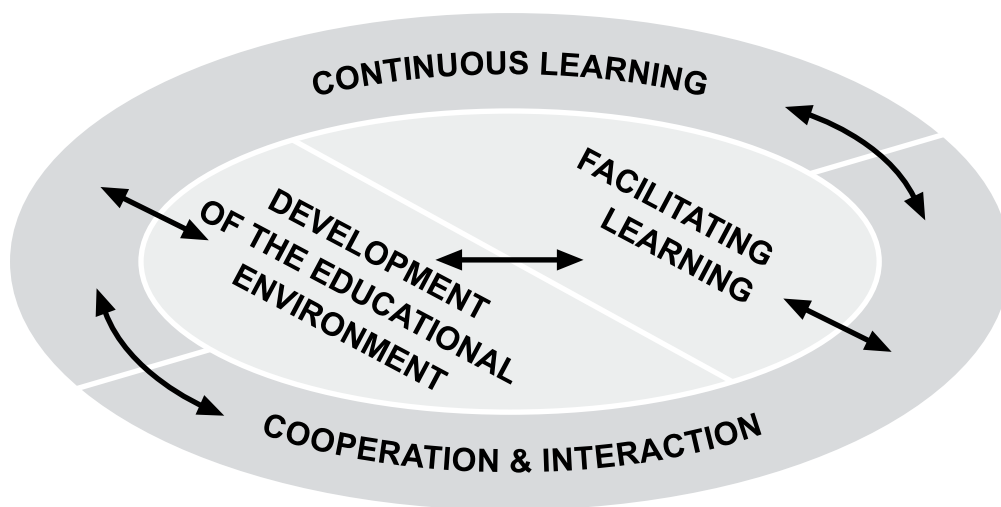 CONTINUOUS LEARNING
FACILITATING
LEARNING
DEVELOPMENT
OF THE EDUCATIONAL
ENVIRONMENT
COOPERATION & INTERACTION